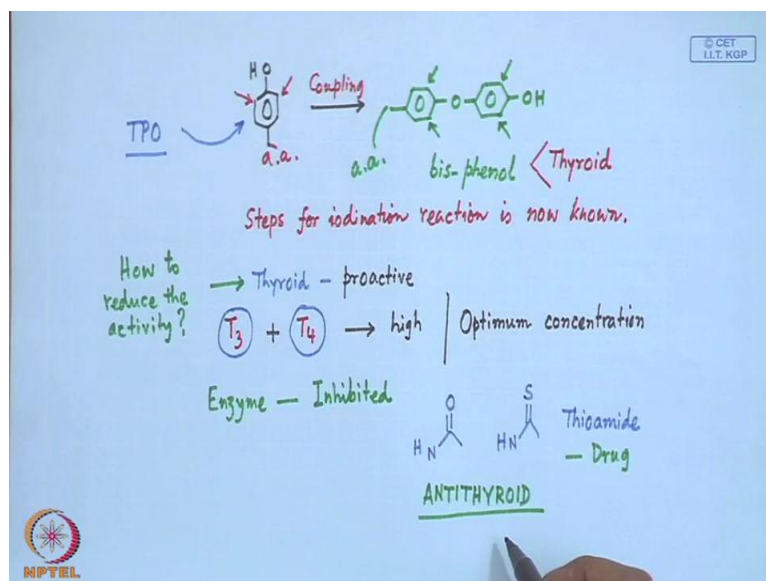 © CET
I.I.T. KGP
HO
Coupling
TPO
O
OH
a.a.
a.a.
bis-phenol
Thyroid
Steps for iodination reaction is now known.
How to
reduce the
activity?
Thyroid - proactive
T3 + T4 → high
Optimum concentration
Enzyme - Inhibited
O
S
HN
HN
Thioamide
- Drug
ANTITHYROID
NPTEL